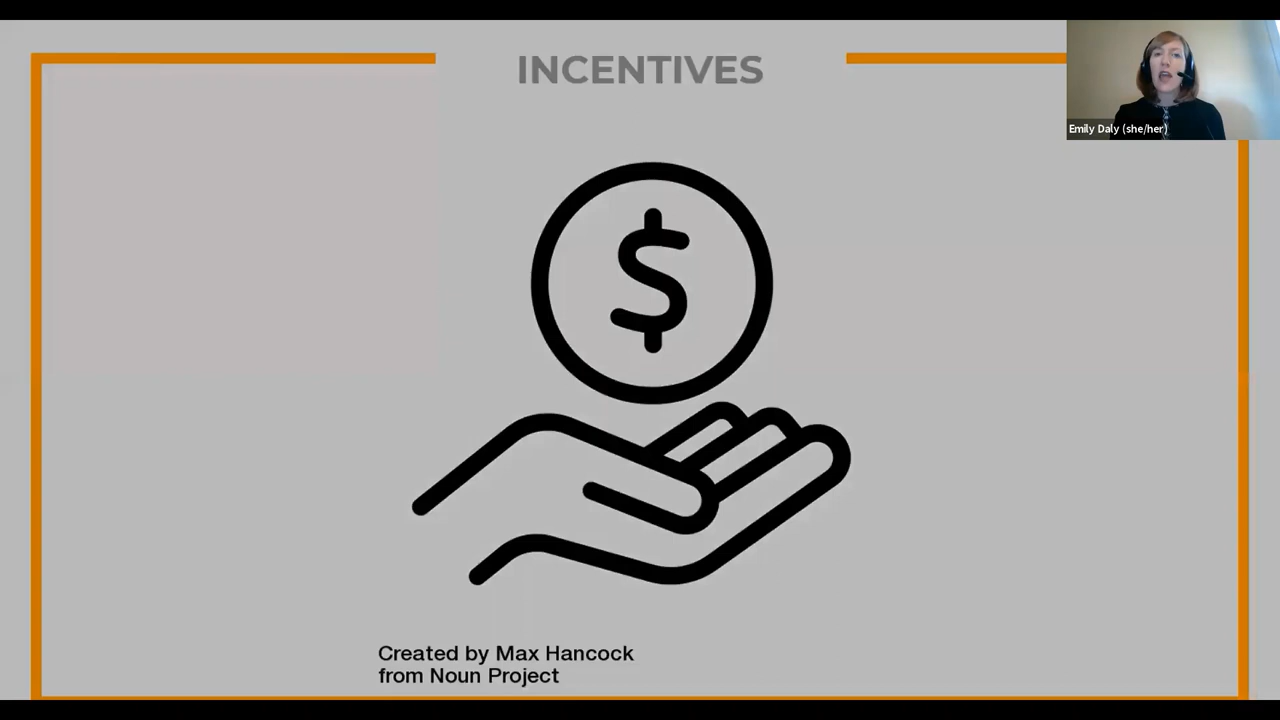 INCENTIVES
Emily Daly (she/her)
$
Created by Max Hancock
from Noun Project